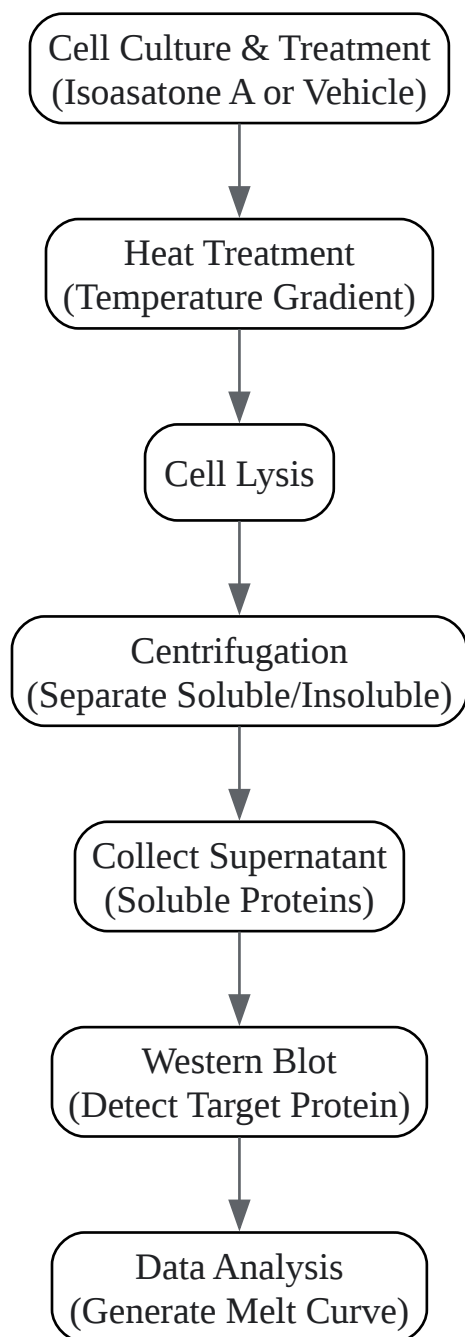 Cell Culture & Treatment
(Isoasatone A or Vehicle)
Heat Treatment
(Temperature Gradient)
Cell Lysis
Centrifugation
(Separate Soluble/Insoluble)
Collect Supernatant
(Soluble Proteins)
Western Blot
(Detect Target Protein)
Data Analysis
(Generate Melt Curve)